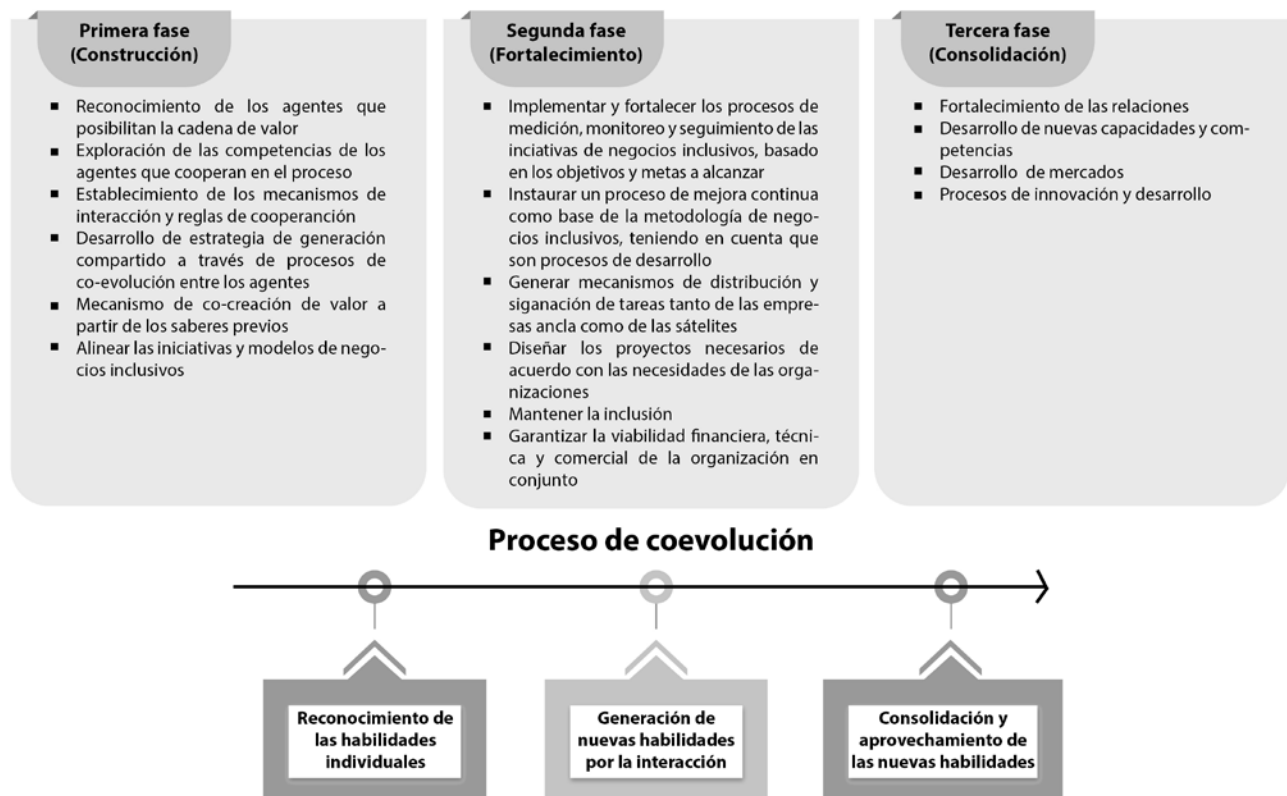 Primera fase
(Construcción)
▪ Reconocimiento de los agentes que
posibilitan la cadena de valor
▪ Exploración de las competencias de los
agentes que cooperan en el proceso
▪ Establecimiento de los mecanismos de
interacción y reglas de cooperanción
▪ Desarrollo de estrategia de generación
compartido a través de procesos de
co-evolución entre los agentes
▪ Mecanismo de co-creación de valor a
partir de los saberes previos
▪ Alinear las iniciativas y modelos de nego-
cios inclusivos
Segunda fase
(Fortalecimiento)
▪ Implementar y fortalecer los procesos de
medición, monitoreo y seguimiento de las
inciativas de negocios inclusivos, basado
en los objetivos y metas a alcanzar
▪ Instaurar un proceso de mejora continua
como base de la metodología de nego-
cios inclusivos, teniendo en cuenta que
son procesos de desarrollo
▪ Generar mecanismos de distribución y
siganación de tareas tanto de las empre-
sas ancla como de las sátelites
▪ Diseñar los proyectos necesarios de
acuerdo con las necesidades de las orga-
nizaciones
▪ Mantener la inclusión
▪ Garantizar la viabilidad financiera, técni-
ca y comercial de la organización en
conjunto
Tercera fase
(Consolidación)
▪ Fortalecimiento de las relaciones
▪ Desarrollo de nuevas capacidades y com-
petencias
▪ Desarrollo de mercados
▪ Procesos de innovación y desarrollo
Proceso de coevolución
Reconocimiento de
las habilidades
individuales
Generación de
nuevas habilidades
por la interacción
Consolidación y
aprovechamiento de
las nuevas habilidades